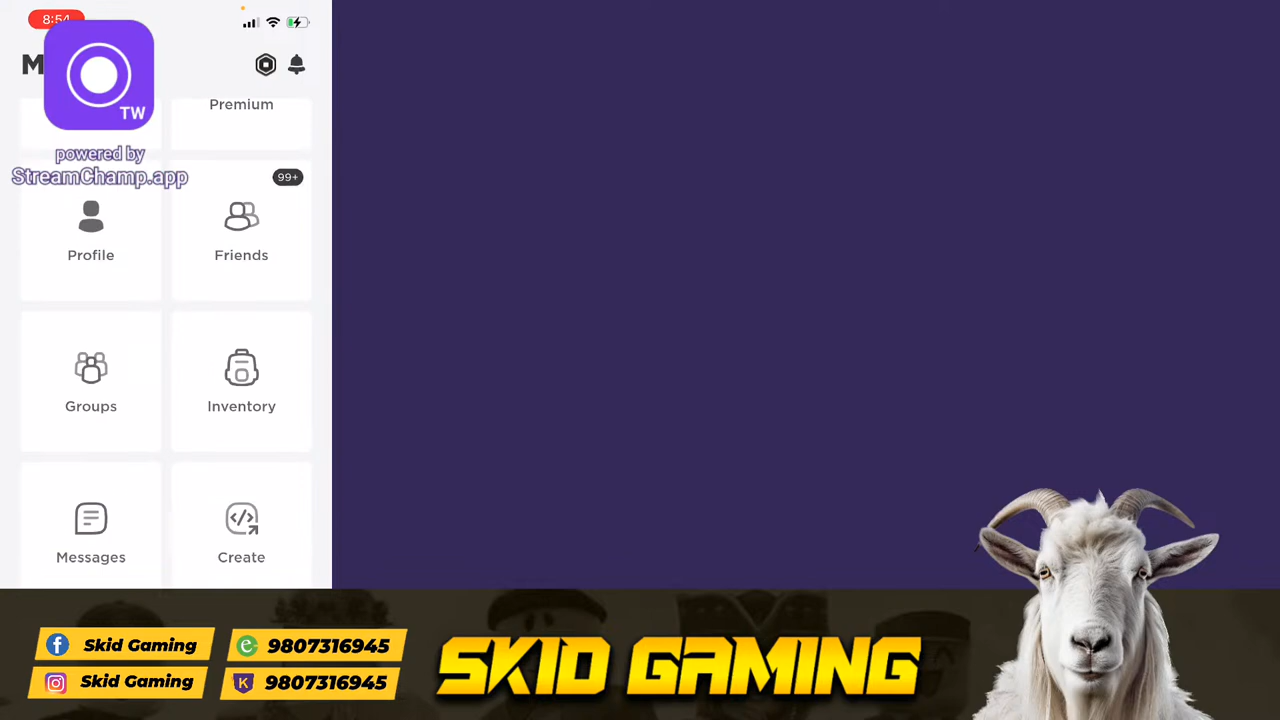 8:54
M
TW
powered by
StreamChamp.app
Premium
99+
Profile
Friends
Groups
Inventory
Messages
Create
Skid Gaming
9807316945
Skid Gaming
9807316945
SKID GAMING